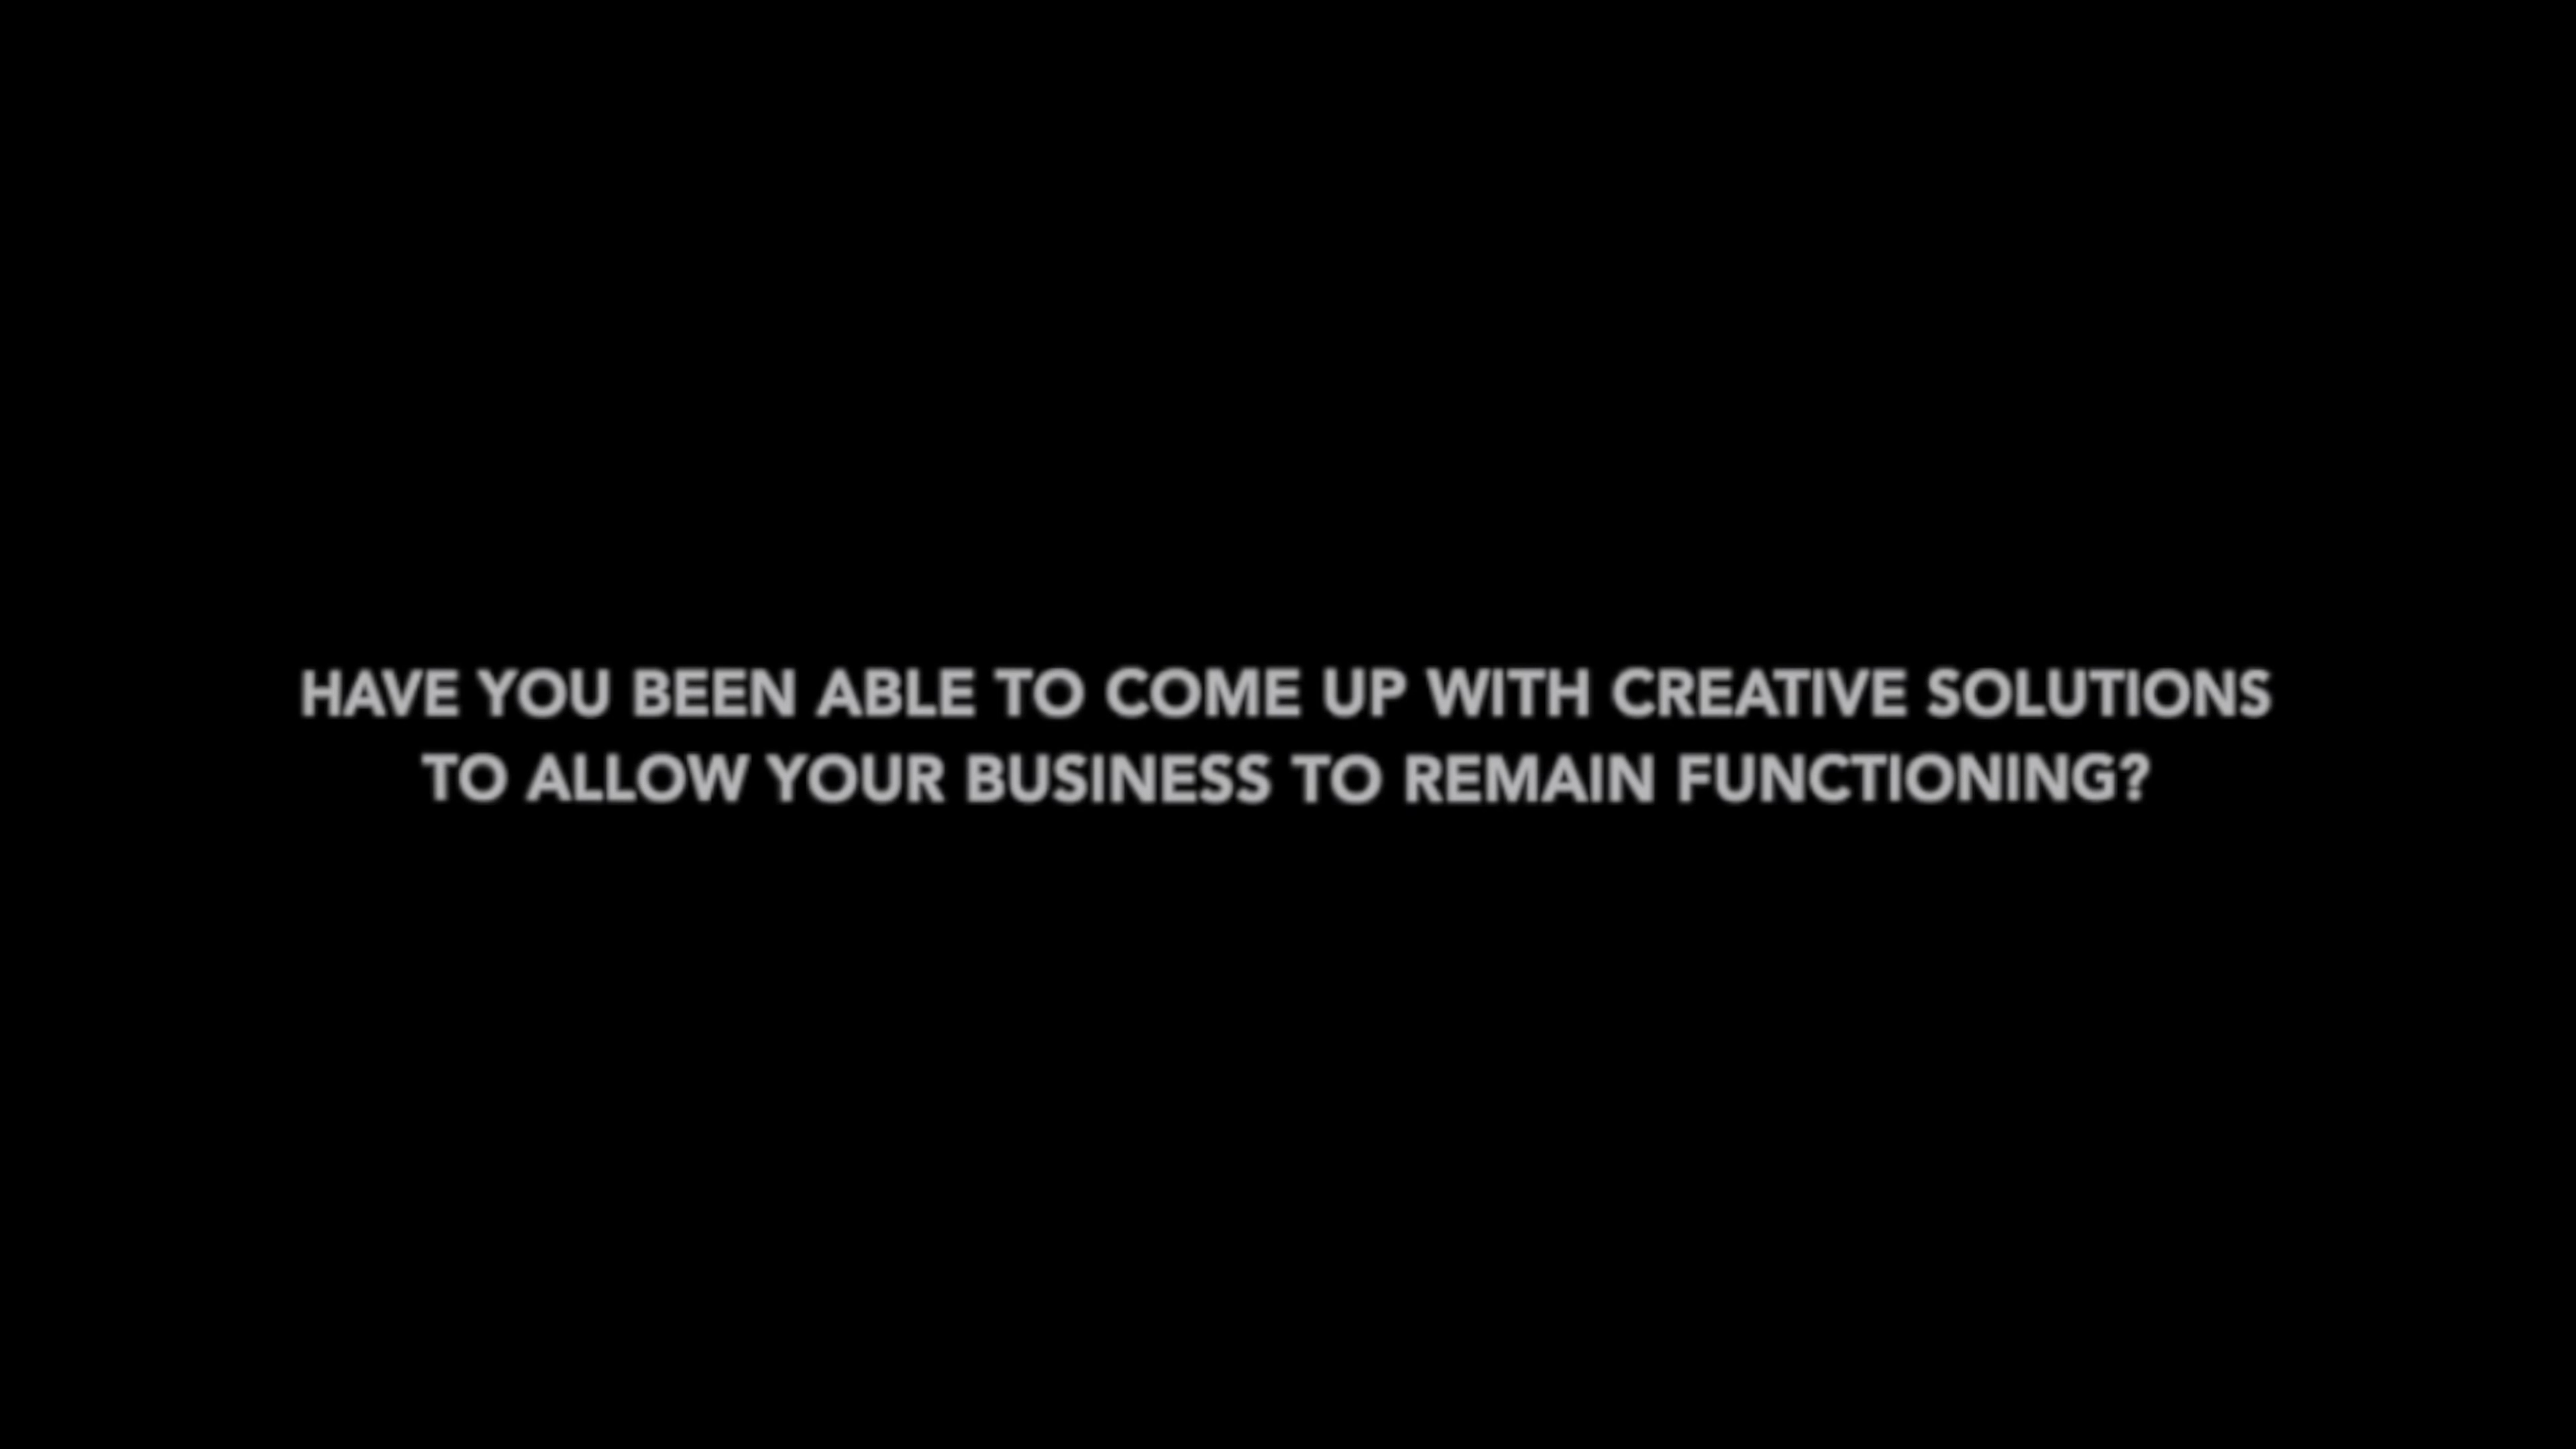 HAVE YOU BEEN ABLE TO COME UP WITH CREATIVE SOLUTIONS
TO ALLOW YOUR BUSINESS TO REMAIN FUNCTIONING?